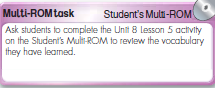 Multi-ROM task Student's Multi-ROM
Ask students to complete the Unit 8 Lesson 5 activity
on the Student's Multi-ROM to review the vocabulary
they have learned.